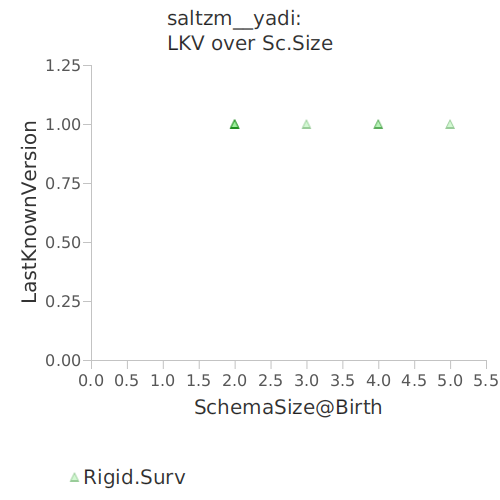 saltzm__yadi:
LKV over Sc.Size
1.25
1.00
0.75
0.50
0.25
0.00
LastKnownVersion
0.0 0.5 1.0 1.5 2.0 2.5 3.0 3.5 4.0 4.5 5.0 5.5
SchemaSize@Birth
Rigid.Surv